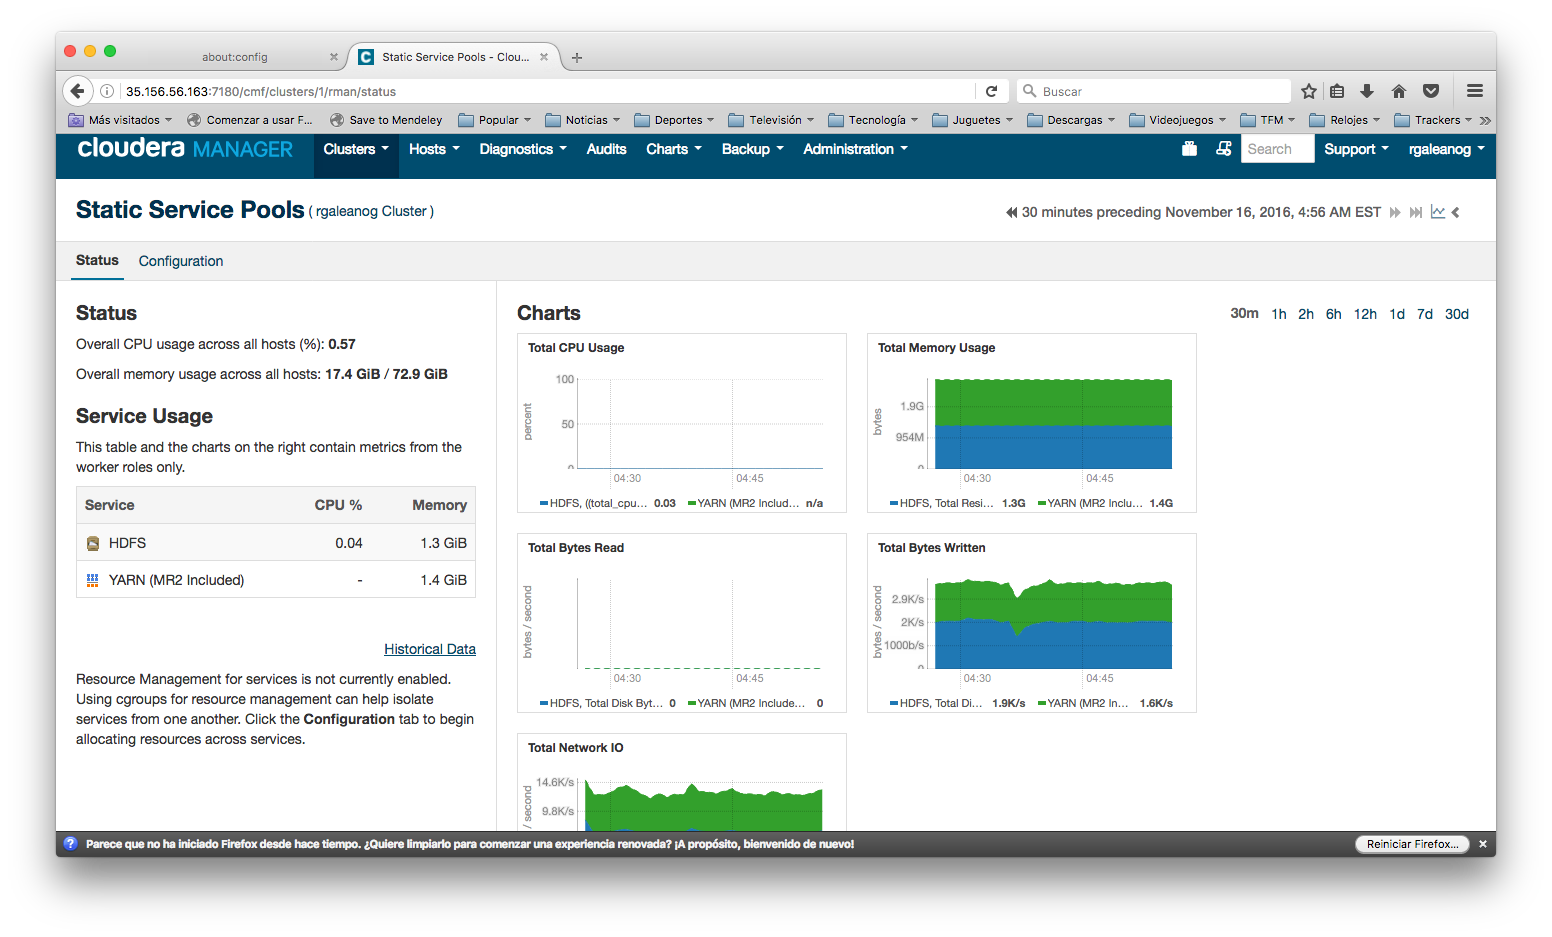 about:config
Static Service Pools - Clou...
35.156.56.163:7180/cmf/clusters/1/rman/status
Buscar
Más visitados
Comenzar a usar F...
Save to Mendeley
Popular
Noticias
Deportes
Televisión
Tecnología
Juguetes
Descargas
Videojuegos
TFM
Relojes
Trackers
cloudera MANAGER
Clusters
Hosts
Diagnostics
Audits
Charts
Backup
Administration
Search
Support
rgaleanog
Static Service Pools ( rgaleanog Cluster )
30 minutes preceding November 16, 2016, 4:56 AM EST
Status
Configuration
Status
Overall CPU usage across all hosts (%): 0.57
Overall memory usage across all hosts: 17.4 GiB / 72.9 GiB
Service Usage
This table and the charts on the right contain metrics from the
worker roles only.
Service CPU % Memory
HDFS 0.04 1.3 GiB
YARN (MR2 Included) - 1.4 GiB
Historical Data
Resource Management for services is not currently enabled.
Using cgroups for resource management can help isolate
services from one another. Click the Configuration tab to begin
allocating resources across services.
Charts
30m 1h 2h 6h 12h 1d 7d 30d
Total CPU Usage
percent
100
50
0
04:30 04:45
HDFS, ((total_cpu... 0.03 YARN (MR2 Includ... n/a
Total Memory Usage
bytes
1.9G
954M
0
04:30 04:45
HDFS, Total Resi... 1.3G YARN (MR2 Inclu... 1.4G
Total Bytes Read
bytes / second
04:30 04:45
HDFS, Total Disk Byt... 0 YARN (MR2 Include... 0
Total Bytes Written
bytes / second
2.9K/s
2K/s
1000b/s
0
04:30 04:45
HDFS, Total Di... 1.9K/s YARN (MR2 In... 1.6K/s
Total Network IO
/ second
14.6K/s
9.8K/s
Parece que no ha iniciado Firefox desde hace tiempo. ¿Quiere limpiarlo para comenzar una experiencia renovada? ¡A propósito, bienvenido de nuevo!
Reiniciar Firefox...